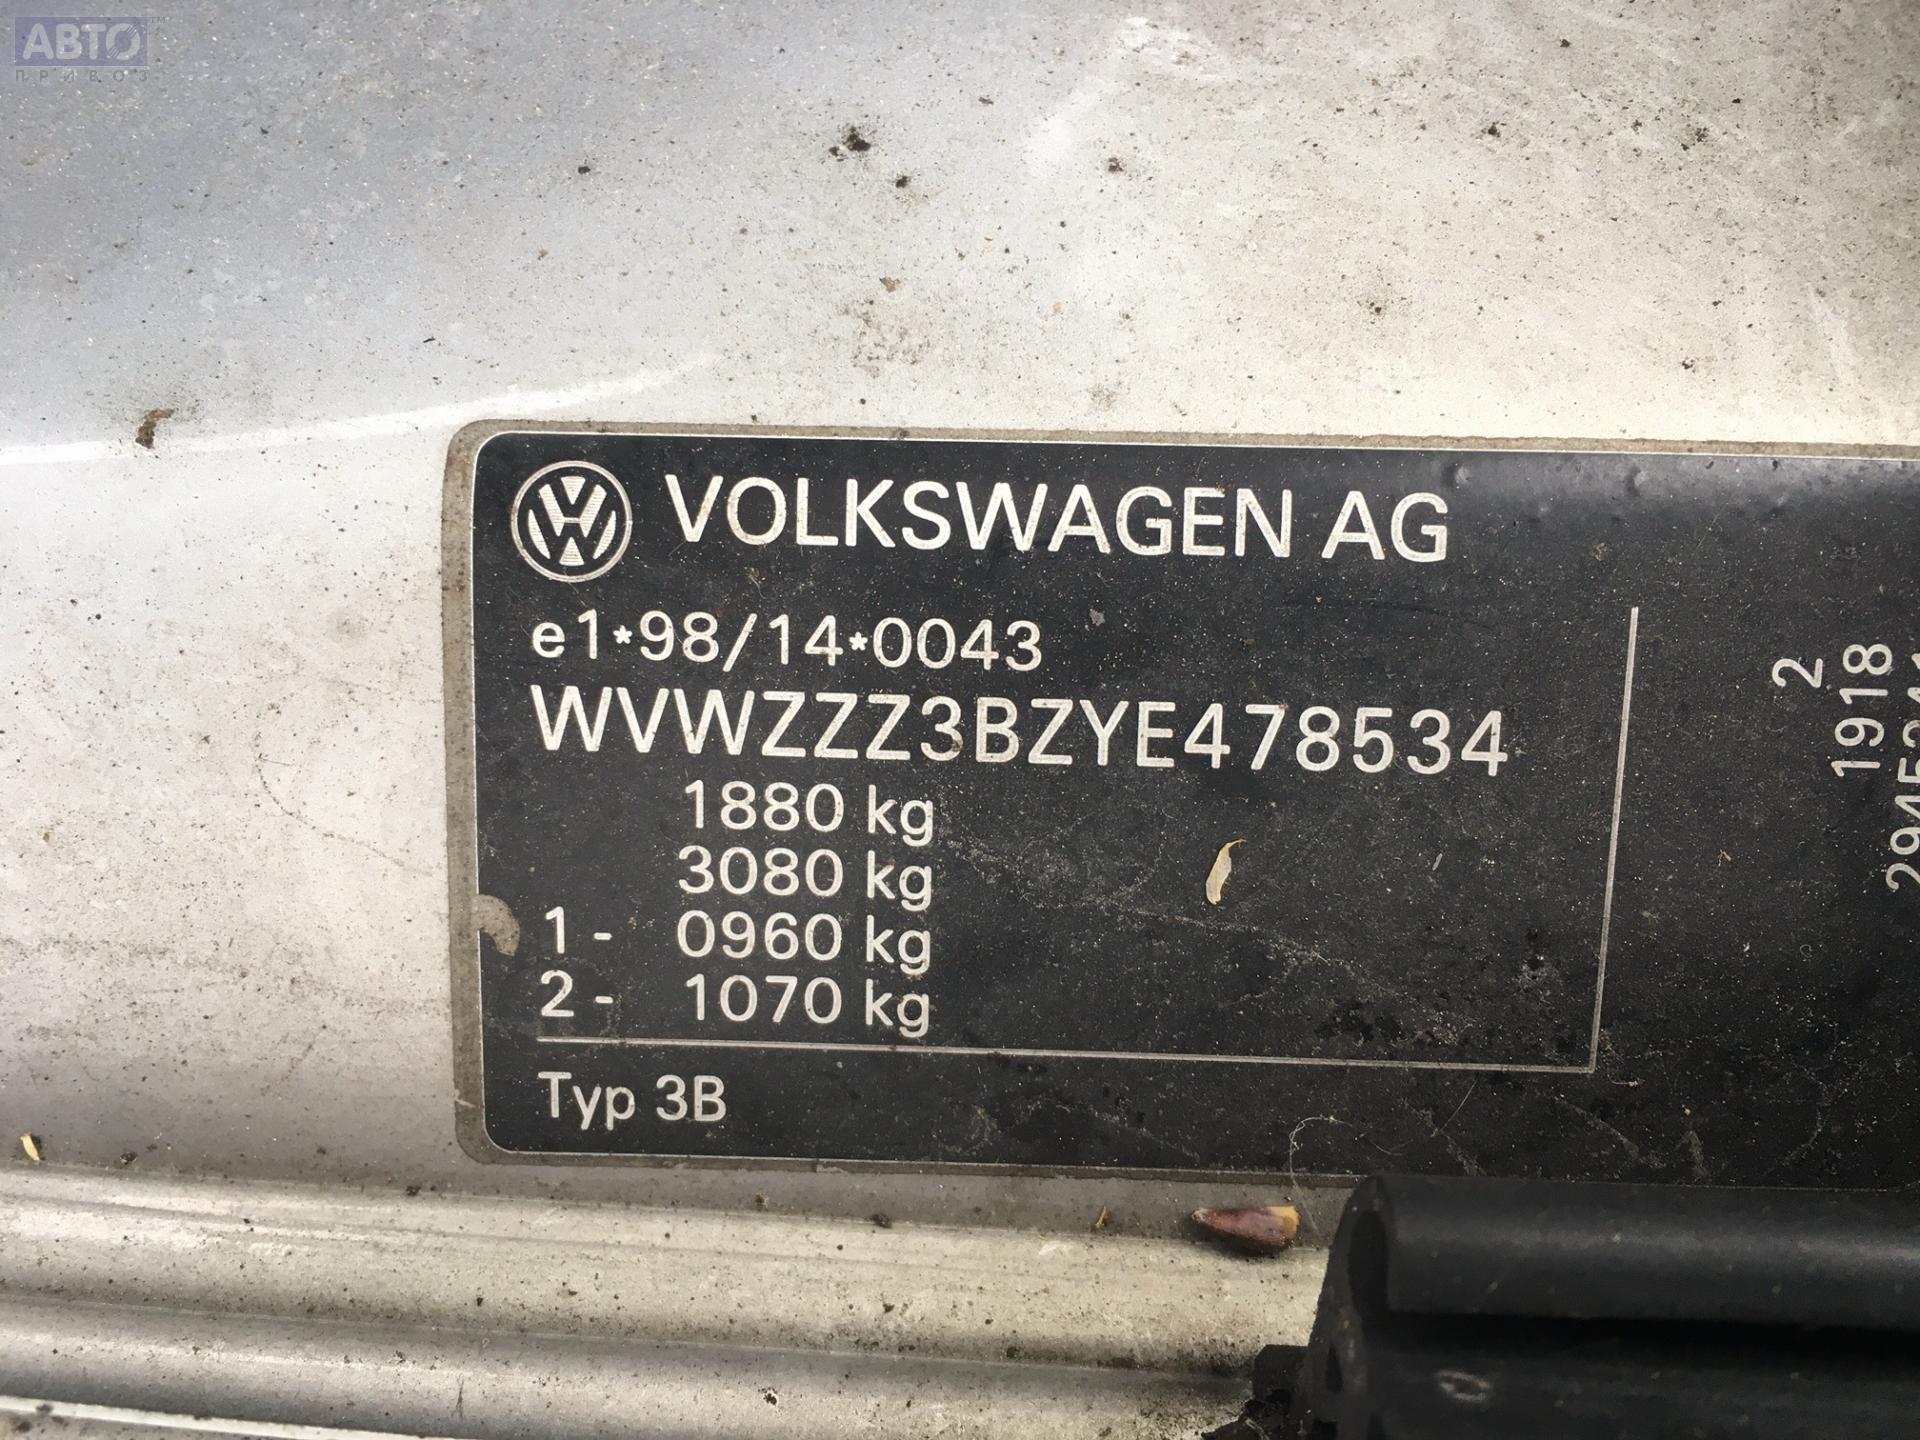 АВТО
ПРИВОЗ
VOLKSWAGEN AG
e1*98/14*0043
WVWZZZ3BZYE478534
1880 kg
3080 kg
1- 0960 kg
2- 1070 kg
Typ 3B
2
1918